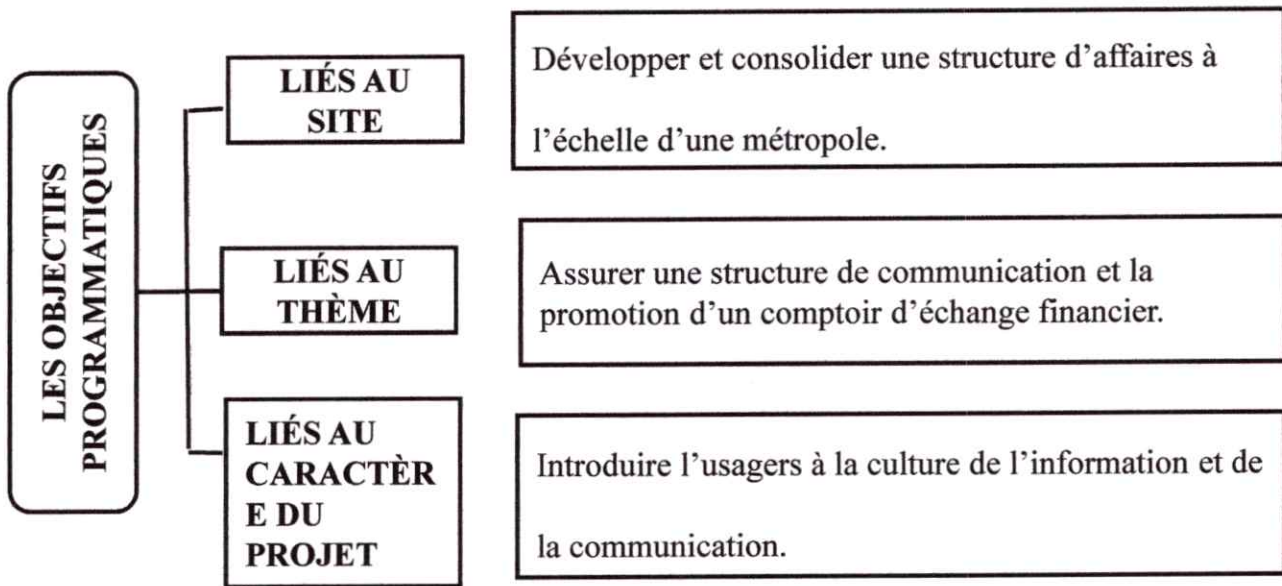 LES OBJECTIFS
PROGRAMMATIQUES
LIÉS AU
SITE
Développer et consolider une structure d’affaires à
l’échelle d’une métropole.
LIÉS AU
THÈME
Assurer une structure de communication et la
promotion d’un comptoir d’échange financier.
LIÉS AU
CARACTÈR
E DU
PROJET
Introduire l’usagers à la culture de l’information et de
la communication.